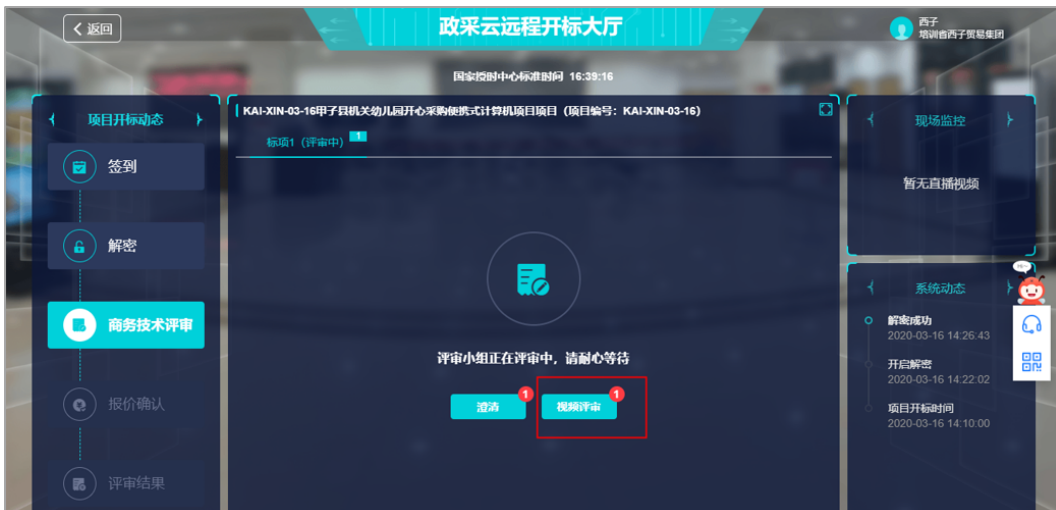 返回
政采云远程开标大厅
西子
培训省西子贸易集团
国家授时中心标准时间 16:39:16
项目开标动态
签到
解密
商务技术评审
报价确认
评审结果
KAI-XIN-03-16甲子县机关幼儿园开心采购便携式计算机项目项目（项目编号：KAI-XIN-03-16）
标项1（评审中） 1
评审小组正在评审中，请耐心等待
澄清 1
视频评审 1
现场监控
暂无直播视频
系统动态
解密成功
2020-03-16 14:26:43
开启解密
2020-03-16 14:22:02
项目开标时间
2020-03-16 14:10:00